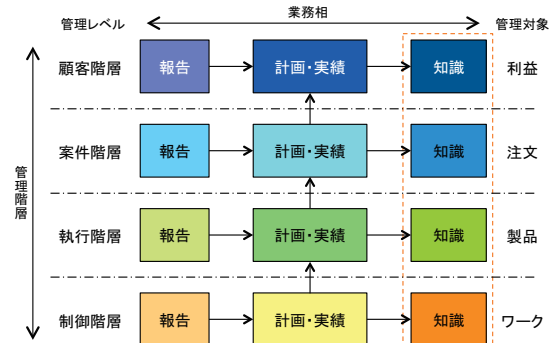 業務相
管理レベル
管理対象
顧客階層
報告
計画・実績
知識
利益
案件階層
報告
計画・実績
知識
注文
管理階層
執行階層
報告
計画・実績
知識
製品
制御階層
報告
計画・実績
知識
ワーク